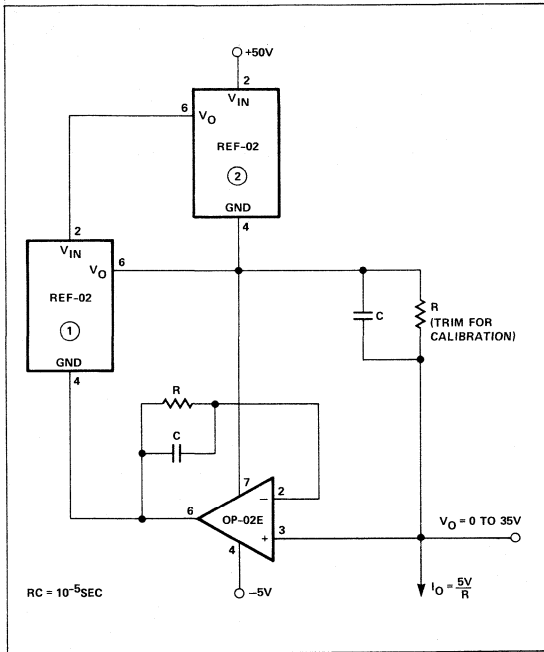 +50V
2
6
V_IN
V_O
REF-02
2
GND
4
2
V_IN
6
V_O
REF-02
1
GND
4
C
R
(TRIM FOR
CALIBRATION)
R
C
7
2
−
6
OP-02E
3
+
4
V_O = 0 TO 35V
I_O = 5V/R
−5V
RC = 10⁻⁵SEC